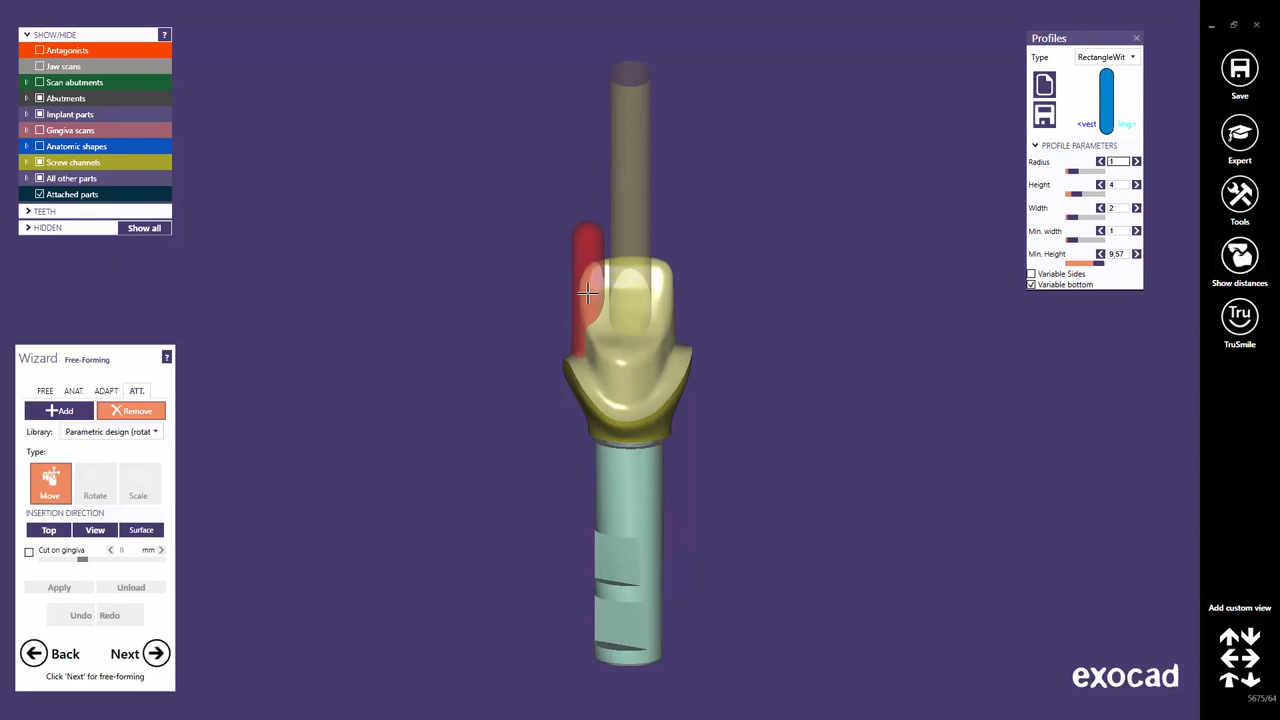 SHOW/HIDE
?
Antagonists
Jaw scans
Scan abutments
Abutments
Implant parts
Gingiva scans
Anatomic shapes
Screw channels
All other parts
Attached parts
TEETH
HIDDEN
Show all
Wizard Free-Forming
?
FREE ANAT. ADAPT ATT.
Add Remove
Library: Parametric design (rotat
Type:
Move Rotate Scale
INSERTION DIRECTION
Top View Surface
Cut on gingiva 0 mm
Apply Unload
Undo Redo
Back Next
Click 'Next' for free-forming
Profiles
Type RectangleWit
<vest ling>
PROFILE PARAMETERS
Radius 1
Height 4
Width 2
Min. width 1
Min. Height 9,57
Variable Sides
Variable bottom
Save
Expert
Tools
Show distances
Tru
TruSmile
Add custom view
exocad
5675/64